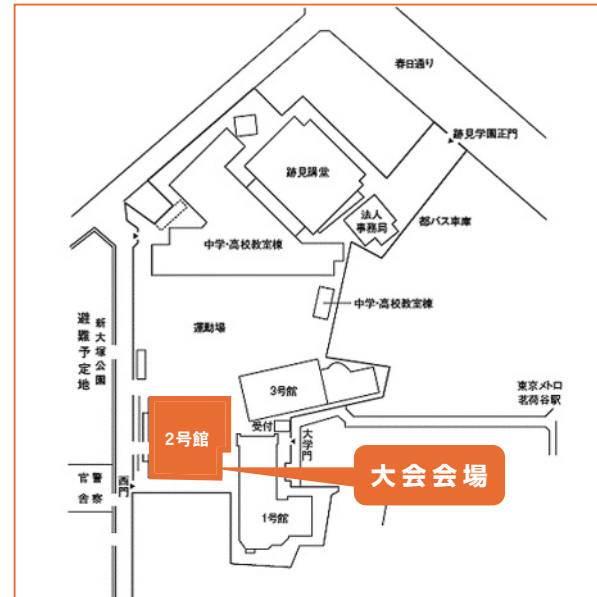 春日通り
跡見学園正門
跡見講堂
法人
事務局
都バス車庫
中学・高校教室棟
中学・高校教室棟
運動場
新大塚公園
避難予定地
3号館
東京メトロ
茗荷谷駅
受付
大学門
2号館
大会会場
警察
官舎
西門
1号館